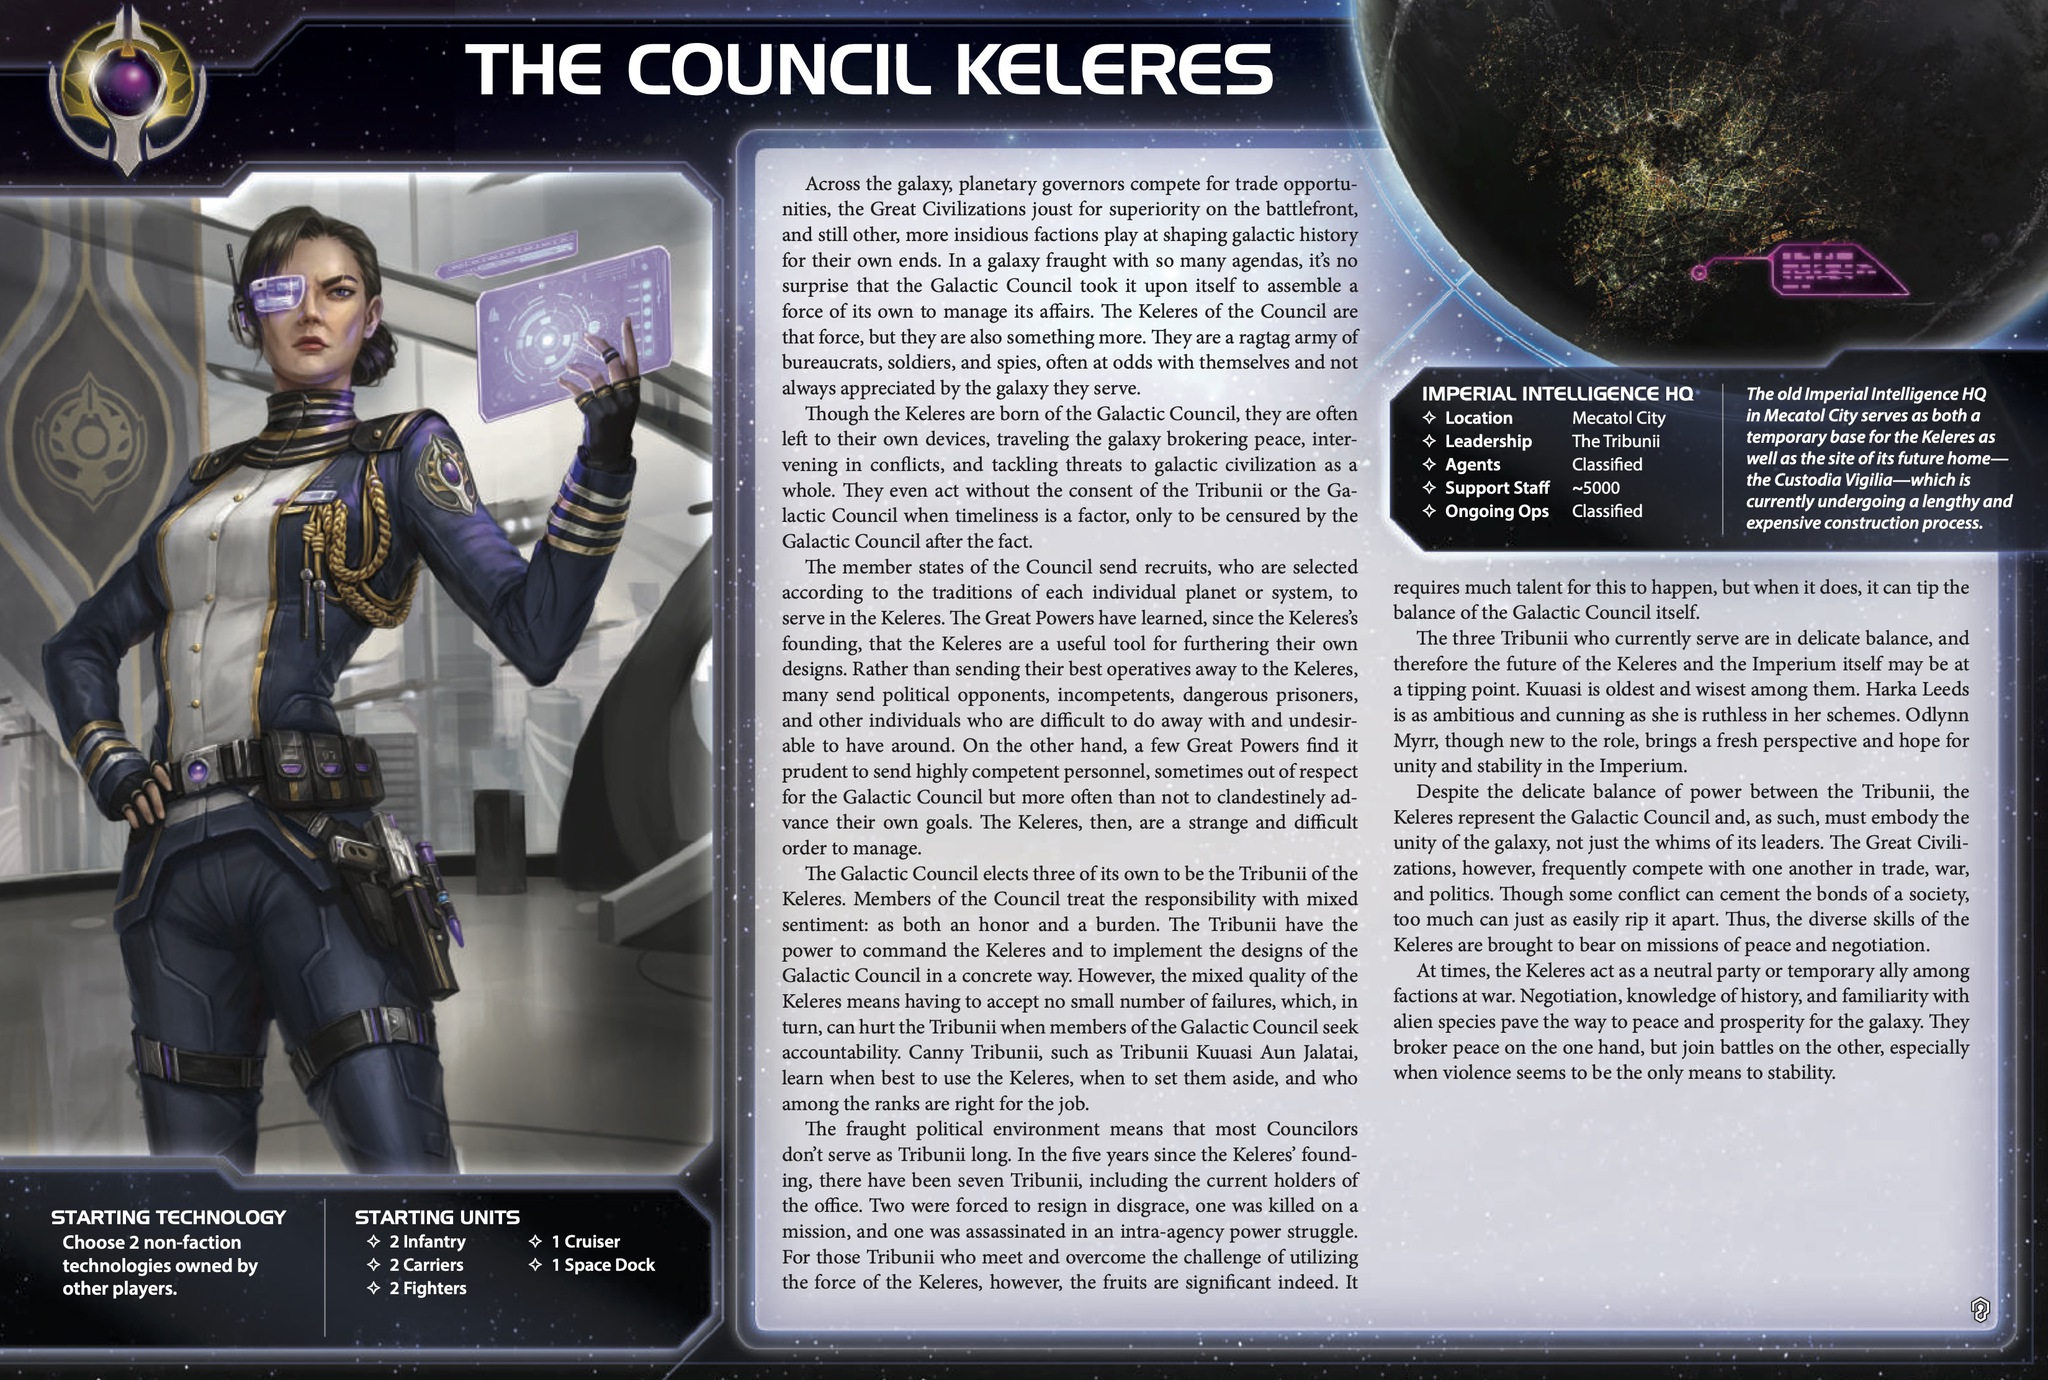 THE COUNCIL KELERES
Across the galaxy, planetary governors compete for trade opportu-
nities, the Great Civilizations joust for superiority on the battlefront,
and still other, more insidious factions play at shaping galactic history
for their own ends. In a galaxy fraught with so many agendas, it's no
surprise that the Galactic Council took it upon itself to assemble a
force of its own to manage its affairs. The Keleres of the Council are
that force, but they are also something more. They are a ragtag army of
bureaucrats, soldiers, and spies, often at odds with themselves and not
always appreciated by the galaxy they serve.
Though the Keleres are born of the Galactic Council, they are often
left to their own devices, traveling the galaxy brokering peace, inter-
vening in conflicts, and tackling threats to galactic civilization as a
whole. They even act without the consent of the Tribunii or the Ga-
lactic Council when timeliness is a factor, only to be censured by the
Galactic Council after the fact.
The member states of the Council send recruits, who are selected
according to the traditions of each individual planet or system, to
serve in the Keleres. The Great Powers have learned, since the Keleres's
founding, that the Keleres are a useful tool for furthering their own
designs. Rather than sending their best operatives away to the Keleres,
many send political opponents, incompetents, dangerous prisoners,
and other individuals who are difficult to do away with and undesir-
able to have around. On the other hand, a few Great Powers find it
prudent to send highly competent personnel, sometimes out of respect
for the Galactic Council but more often than not to clandestinely ad-
vance their own goals. The Keleres, then, are a strange and difficult
order to manage.
The Galactic Council elects three of its own to be the Tribunii of the
Keleres. Members of the Council treat the responsibility with mixed
sentiment: as both an honor and a burden. The Tribunii have the
power to command the Keleres and to implement the designs of the
Galactic Council in a concrete way. However, the mixed quality of the
Keleres means having to accept no small number of failures, which, in
turn, can hurt the Tribunii when members of the Galactic Council seek
accountability. Canny Tribunii, such as Tribunii Kuuasi Aun Jalatai,
learn when best to use the Keleres, when to set them aside, and who
among the ranks are right for the job.
The fraught political environment means that most Councilors
don't serve as Tribunii long. In the five years since the Keleres' found-
ing, there have been seven Tribunii, including the current holders of
the office. Two were forced to resign in disgrace, one was killed on a
mission, and one was assassinated in an intra-agency power struggle.
For those Tribunii who meet and overcome the challenge of utilizing
the force of the Keleres, however, the fruits are significant indeed. It
requires much talent for this to happen, but when it does, it can tip the
balance of the Galactic Council itself.
The three Tribunii who currently serve are in delicate balance, and
therefore the future of the Keleres and the Imperium itself may be at
a tipping point. Kuuasi is oldest and wisest among them. Harka Leeds
is as ambitious and cunning as she is ruthless in her schemes. Odlynn
Myrr, though new to the role, brings a fresh perspective and hope for
unity and stability in the Imperium.
Despite the delicate balance of power between the Tribunii, the
Keleres represent the Galactic Council and, as such, must embody the
unity of the galaxy, not just the whims of its leaders. The Great Civili-
zations, however, frequently compete with one another in trade, war,
and politics. Though some conflict can cement the bonds of a society,
too much can just as easily rip it apart. Thus, the diverse skills of the
Keleres are brought to bear on missions of peace and negotiation.
At times, the Keleres act as a neutral party or temporary ally among
factions at war. Negotiation, knowledge of history, and familiarity with
alien species pave the way to peace and prosperity for the galaxy. They
broker peace on the one hand, but join battles on the other, especially
when violence seems to be the only means to stability.
IMPERIAL INTELLIGENCE HQ
Location Mecatol City
Leadership The Tribunii
Agents Classified
Support Staff ~5000
Ongoing Ops Classified
The old Imperial Intelligence HQ
in Mecatol City serves as both a
temporary base for the Keleres as
well as the site of its future home—
the Custodia Vigilia—which is
currently undergoing a lengthy and
expensive construction process.
STARTING TECHNOLOGY
Choose 2 non-faction
technologies owned by
other players.
STARTING UNITS
2 Infantry
2 Carriers
2 Fighters
1 Cruiser
1 Space Dock